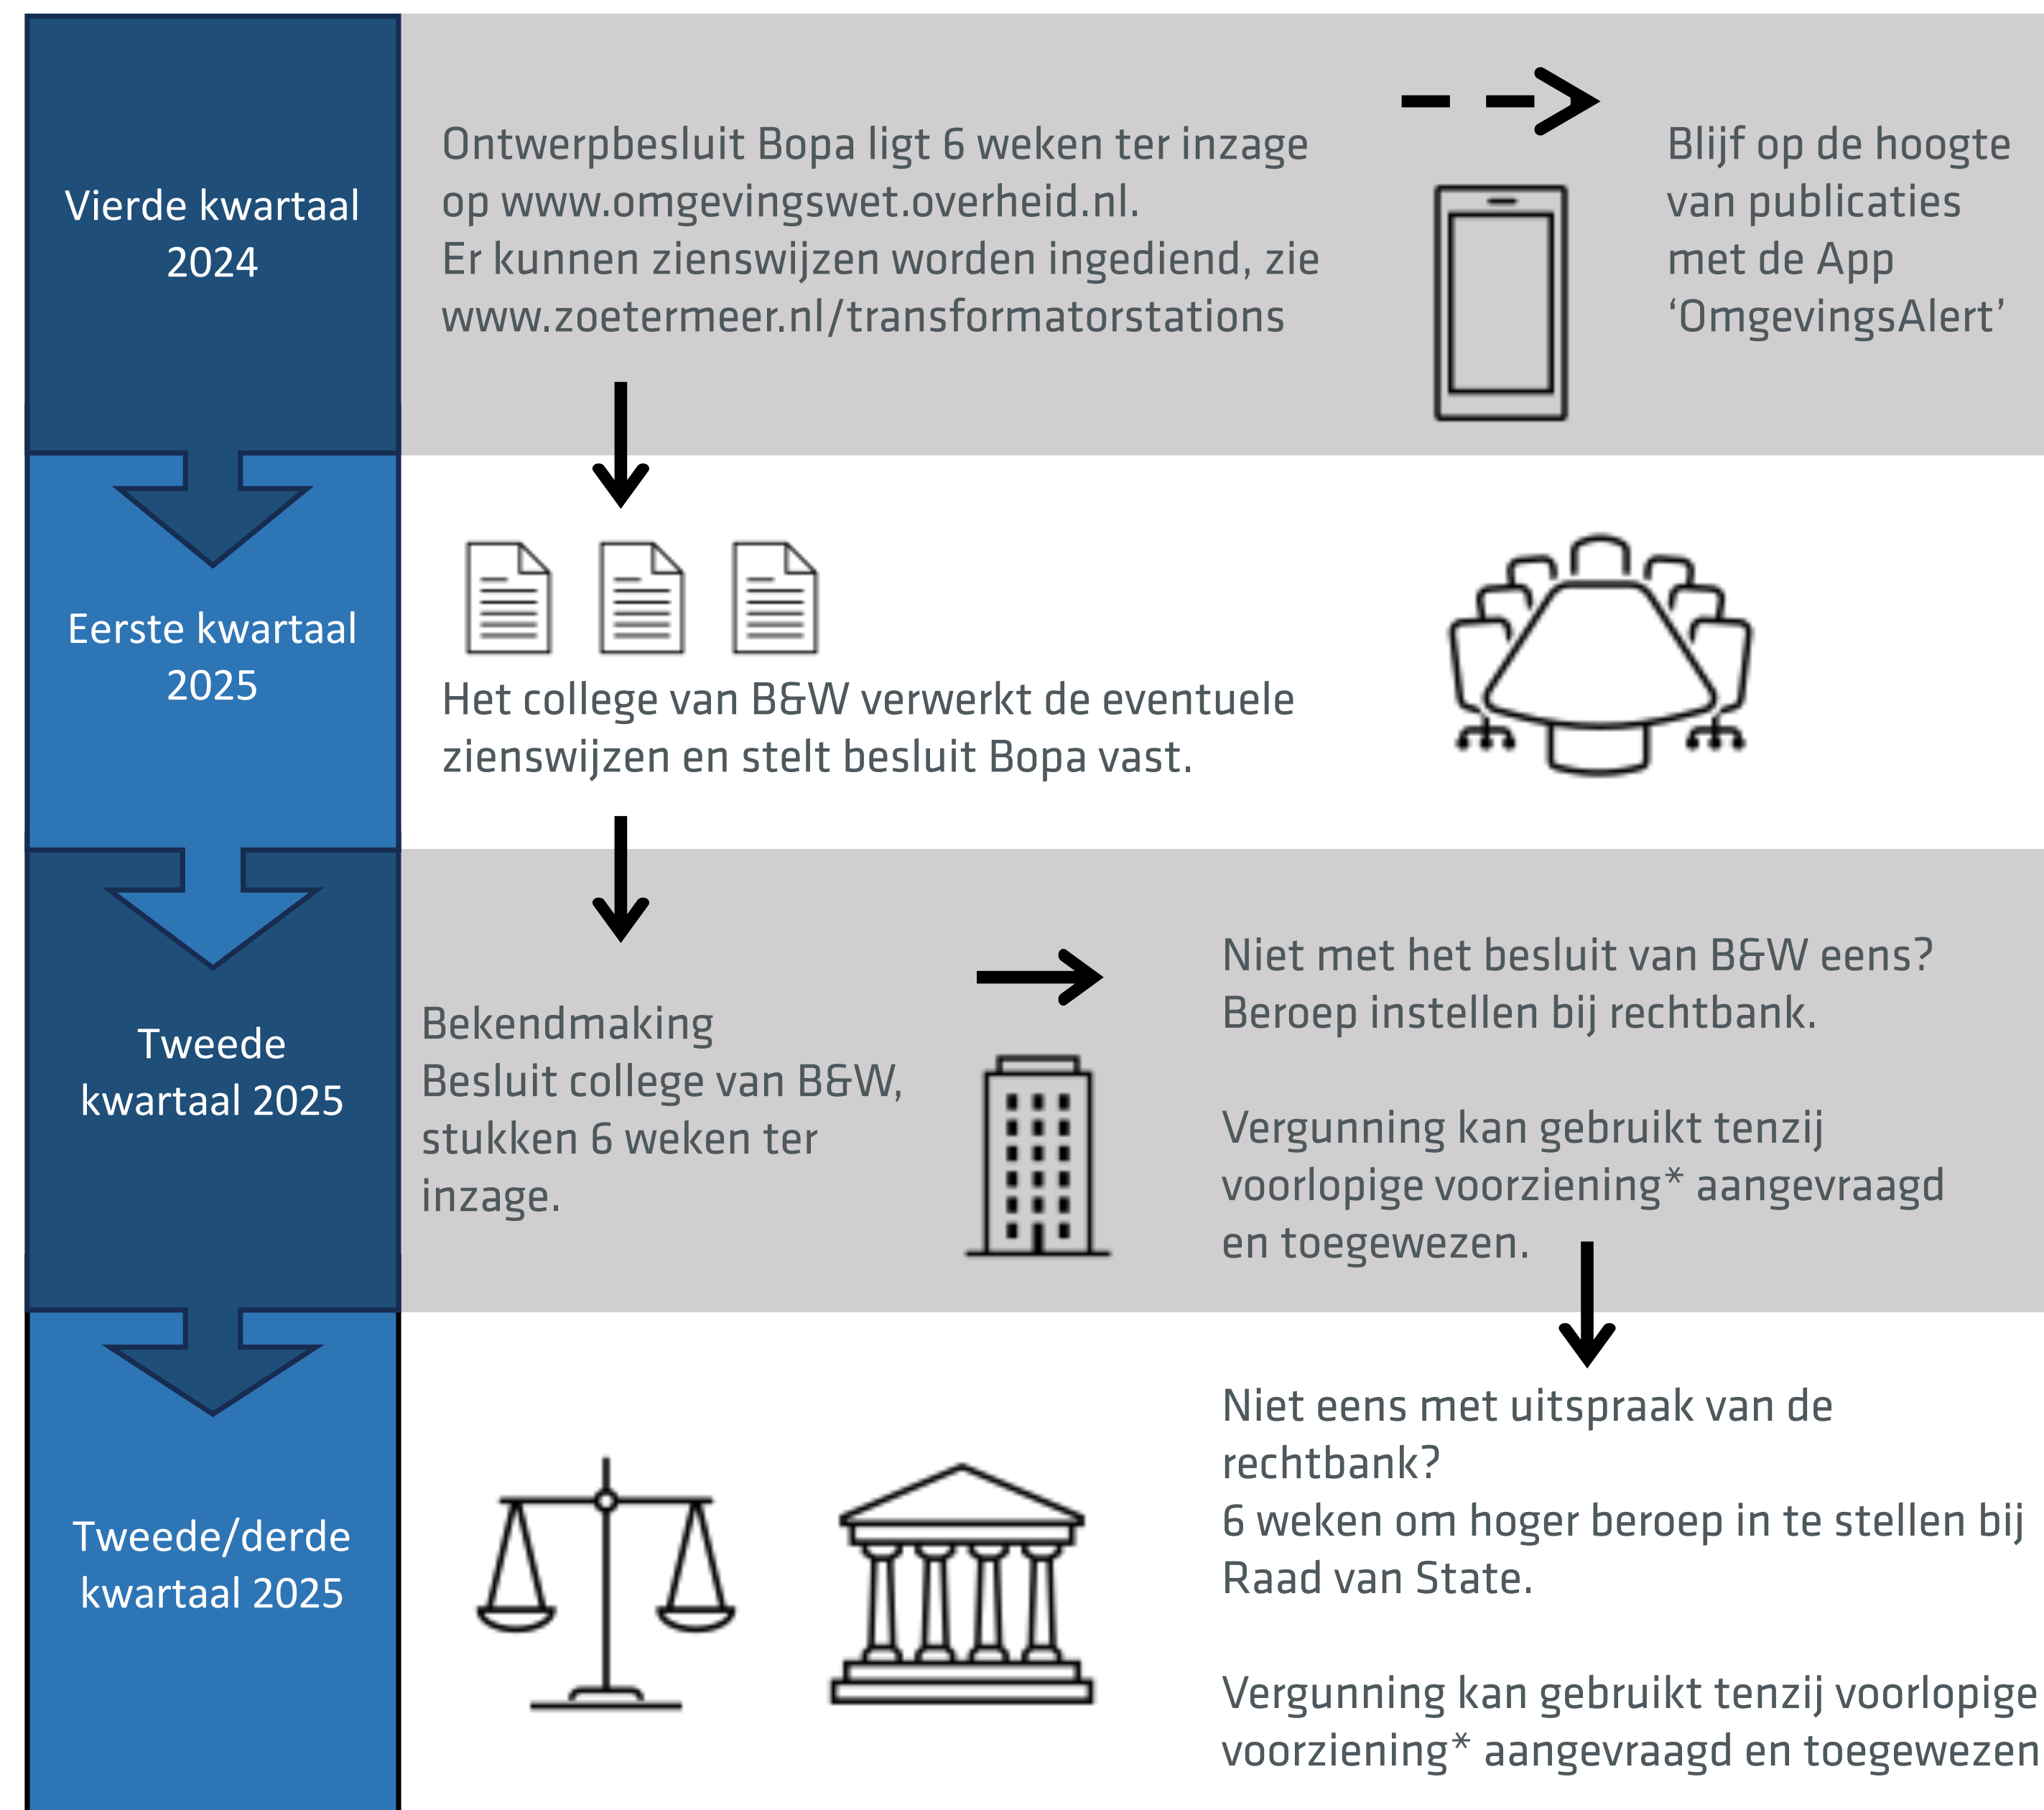 Vierde kwartaal
2024
Ontwerpbesluit Bopa ligt 6 weken ter inzage
op www.omgevingswet.overheid.nl.
Er kunnen zienswijzen worden ingediend, zie
www.zoetermeer.nl/transformatorstations
Blijf op de hoogte
van publicaties
met de App
‘OmgevingsAlert’
Eerste kwartaal
2025
Het college van B&W verwerkt de eventuele
zienswijzen en stelt besluit Bopa vast.
Tweede
kwartaal 2025
Bekendmaking
Besluit college van B&W,
stukken 6 weken ter
inzage.
Niet met het besluit van B&W eens?
Beroep instellen bij rechtbank.
Vergunning kan gebruikt tenzij
voorlopige voorziening* aangevraagd
en toegewezen.
Tweede/derde
kwartaal 2025
Niet eens met uitspraak van de
rechtbank?
6 weken om hoger beroep in te stellen bij
Raad van State.
Vergunning kan gebruikt tenzij voorlopige
voorziening* aangevraagd en toegewezen